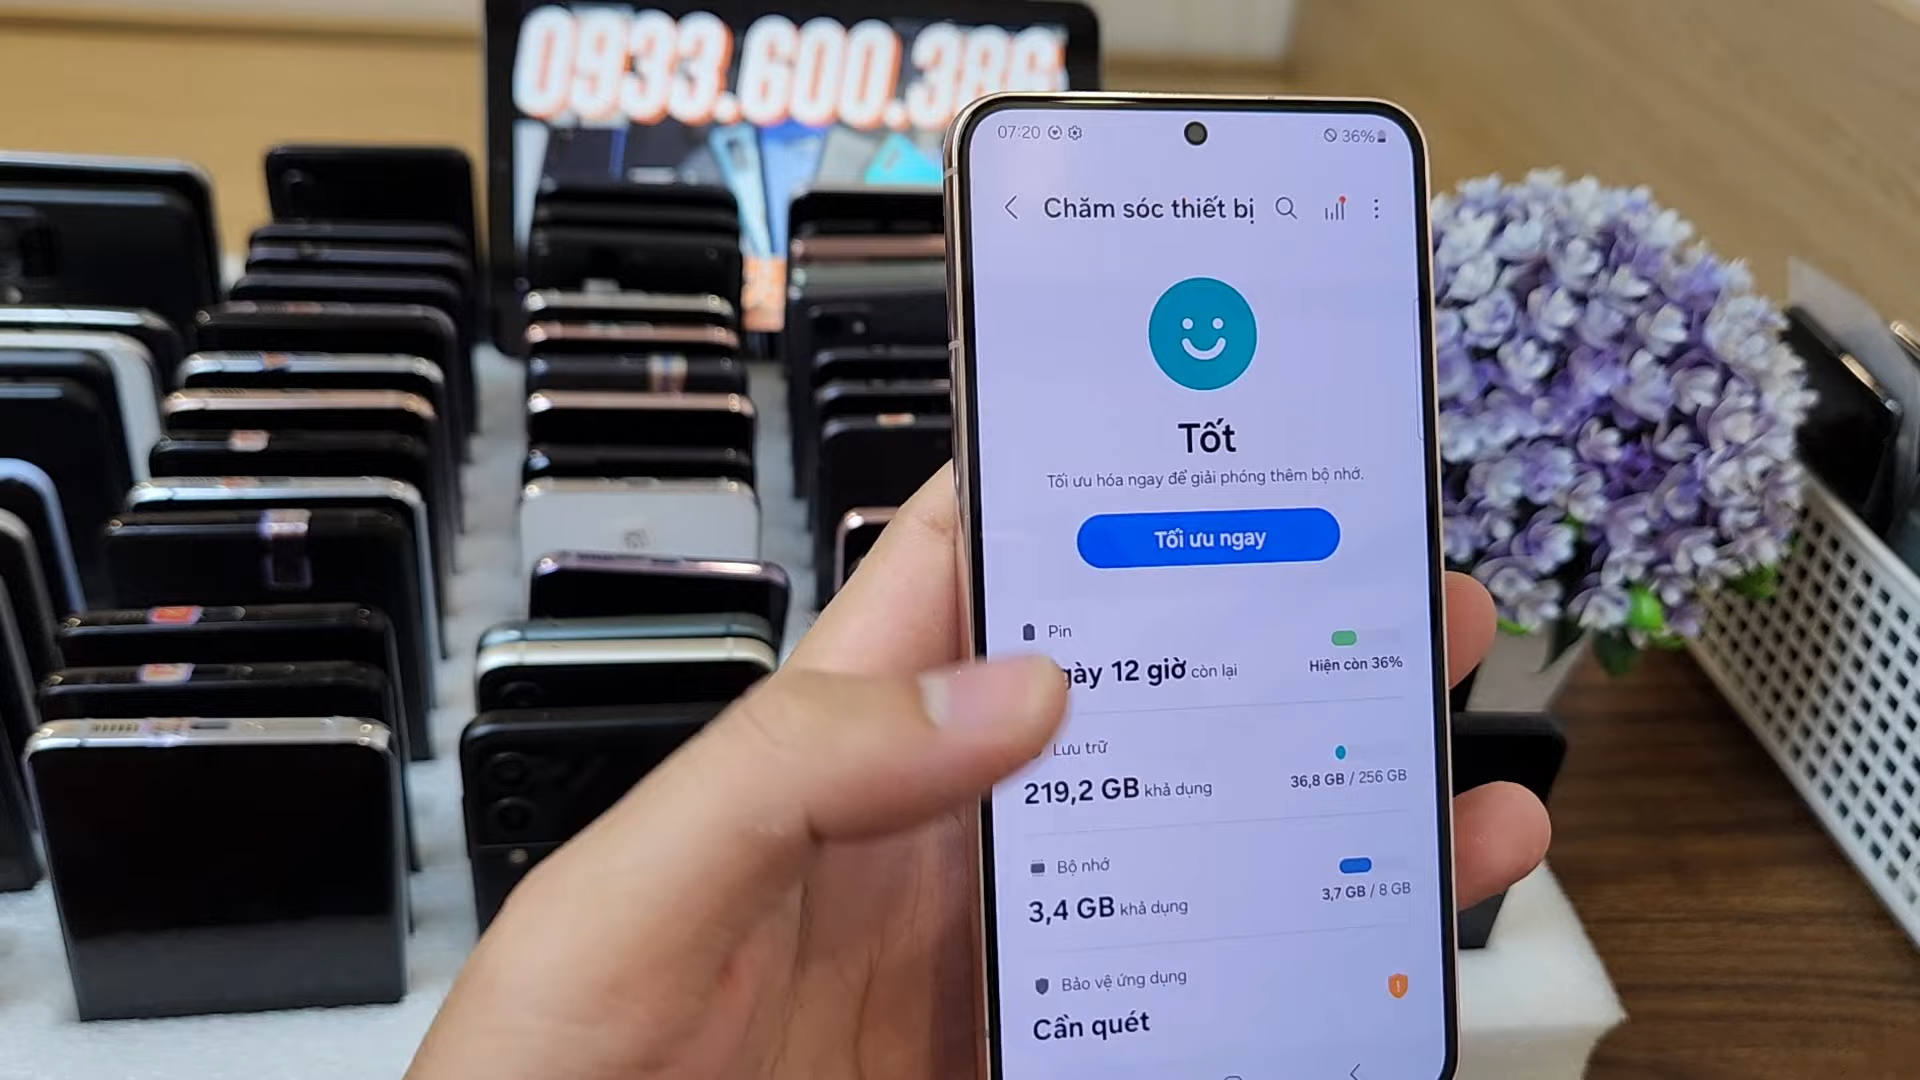 0933.600.386
07:20
36%
Chăm sóc thiết bị
Tốt
Tối ưu hóa ngay để giải phóng thêm bộ nhớ.
Tối ưu ngay
Pin
gày 12 giờ còn lại
Hiện còn 36%
Lưu trữ
219,2 GB khả dụng
36,8 GB / 256 GB
Bộ nhớ
3,4 GB khả dụng
3,7 GB / 8 GB
Bảo vệ ứng dụng
Cần quét